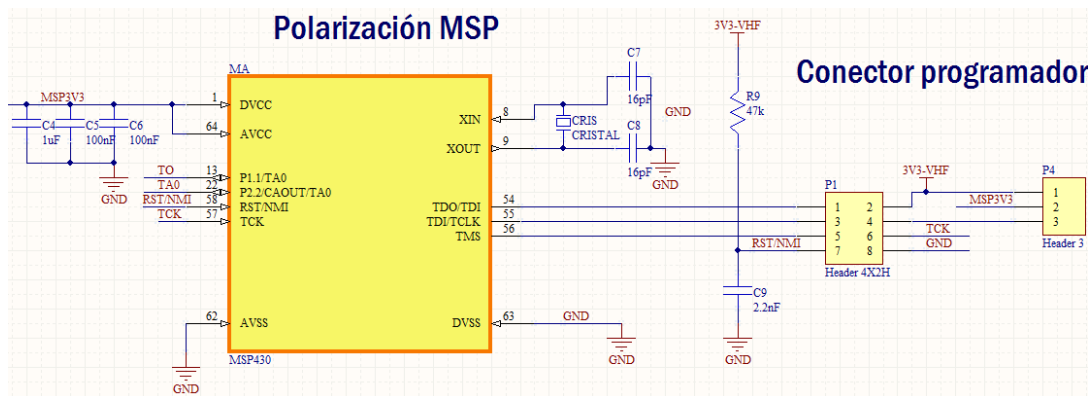 Polarización MSP
Conector programador
MSP3V3
C4
1uF
C5
100nF
C6
100nF
GND
MA
1
DVCC
64
AVCC
TO
13
P1.1/TA0
TA0
22
P2.2/CAOUT/TA0
RST/NMI
58
RST/NMI
TCK
57
TCK
62
AVSS
GND
MSP430
XIN
8
XOUT
9
TDO/TDI
54
TDI/TCLK
55
TMS
56
DVSS
63
GND
GND
CRIS
CRISTAL
C7
16pF
C8
16pF
GND
GND
3V3-VHF
R9
47k
RST/NMI
C9
2.2nF
GND
P1
1 2
3 4
5 6
7 8
Header 4X2H
3V3-VHF
MSP3V3
TCK
GND
P4
1
2
3
Header 3